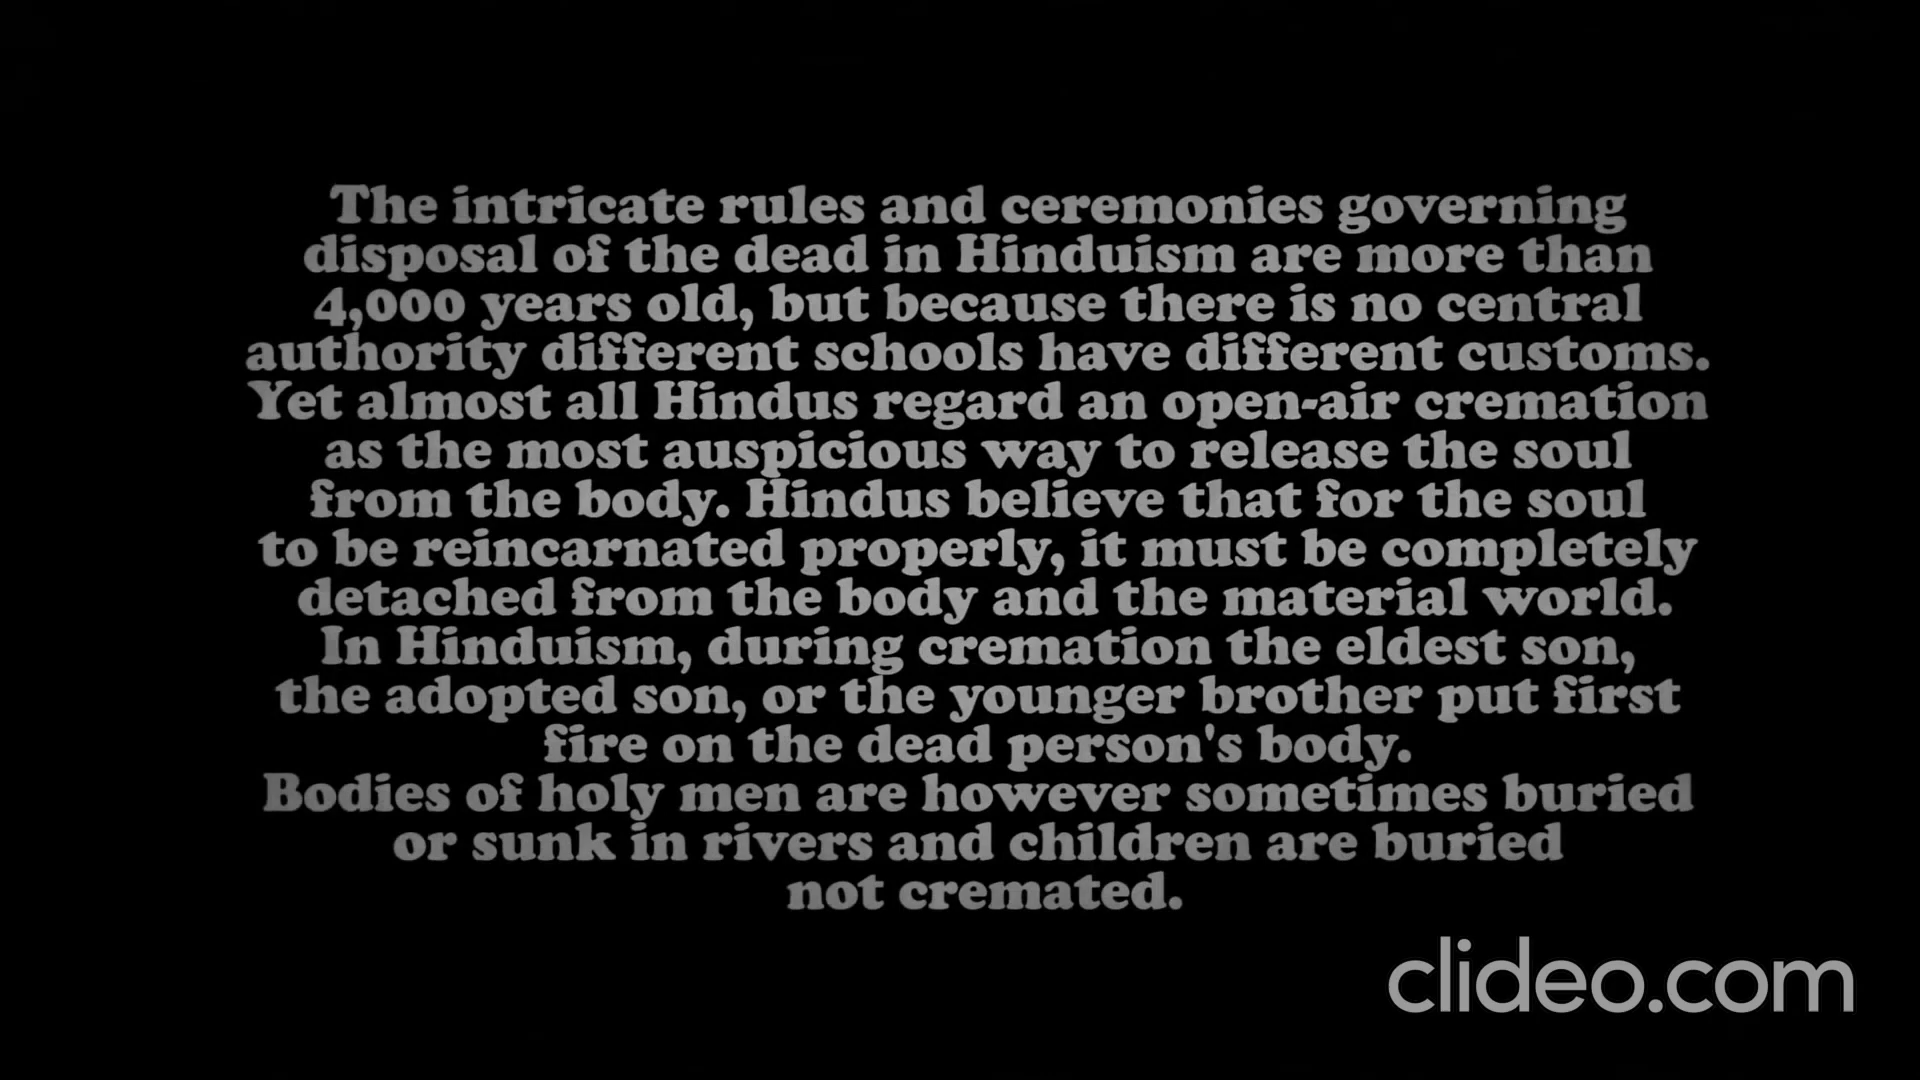 The intricate rules and ceremonies governing
disposal of the dead in Hinduism are more than
4,000 years old, but because there is no central
authority different schools have different customs.
Yet almost all Hindus regard an open-air cremation
as the most auspicious way to release the soul
from the body. Hindus believe that for the soul
to be reincarnated properly, it must be completely
detached from the body and the material world.
In Hinduism, during cremation the eldest son,
the adopted son, or the younger brother put first
fire on the dead person's body.
Bodies of holy men are however sometimes buried
or sunk in rivers and children are buried
not cremated.
clideo.com